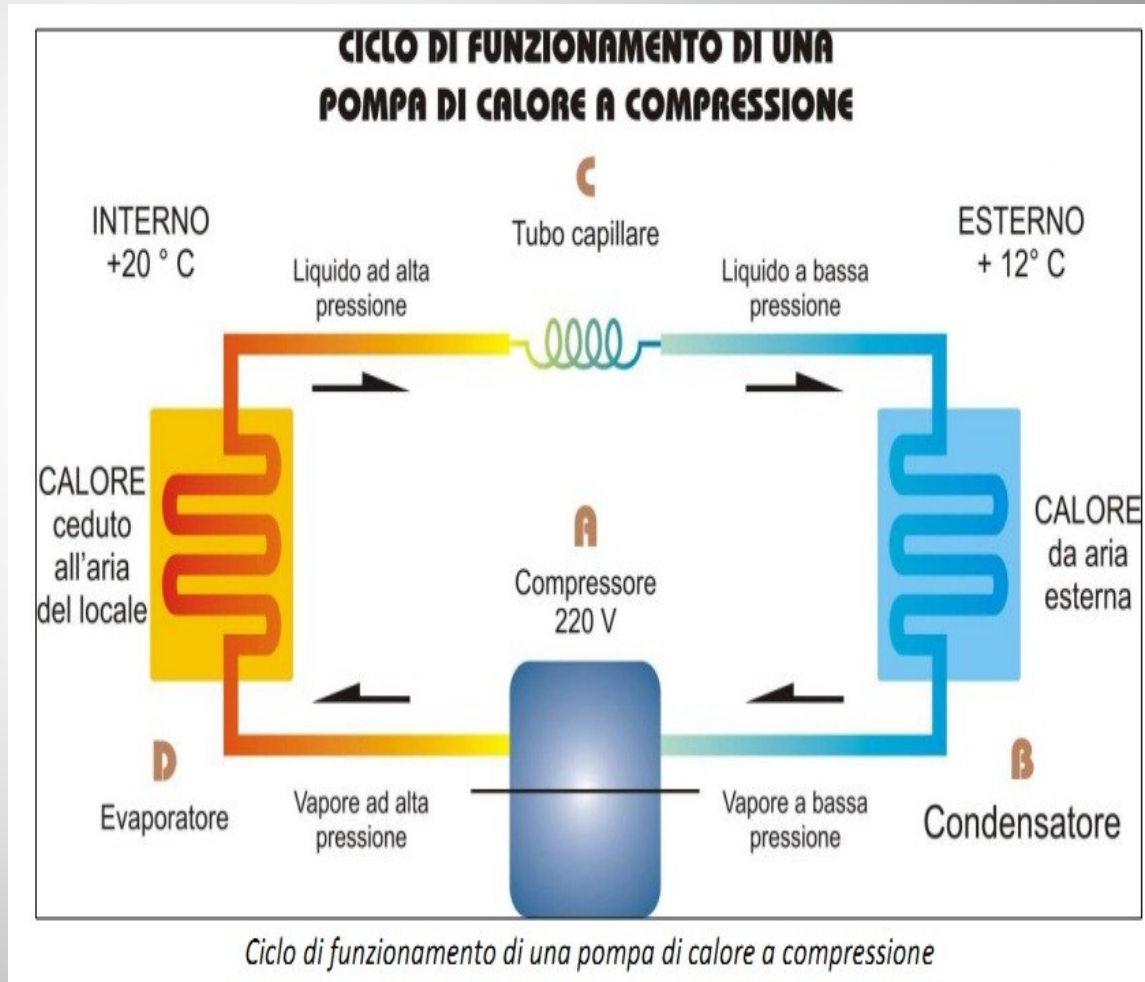 CICLO DI FUNZIONAMENTO DI UNA
POMPA DI CALORE A COMPRESSIONE
C
Tubo capillare
INTERNO
+20 ° C
ESTERNO
+ 12° C
Liquido ad alta
pressione
Liquido a bassa
pressione
CALORE
ceduto
all'aria
del locale
A
Compressore
220 V
CALORE
da aria
esterna
D
Evaporatore
Vapore ad alta
pressione
Vapore a bassa
pressione
B
Condensatore
Ciclo di funzionamento di una pompa di calore a compressione